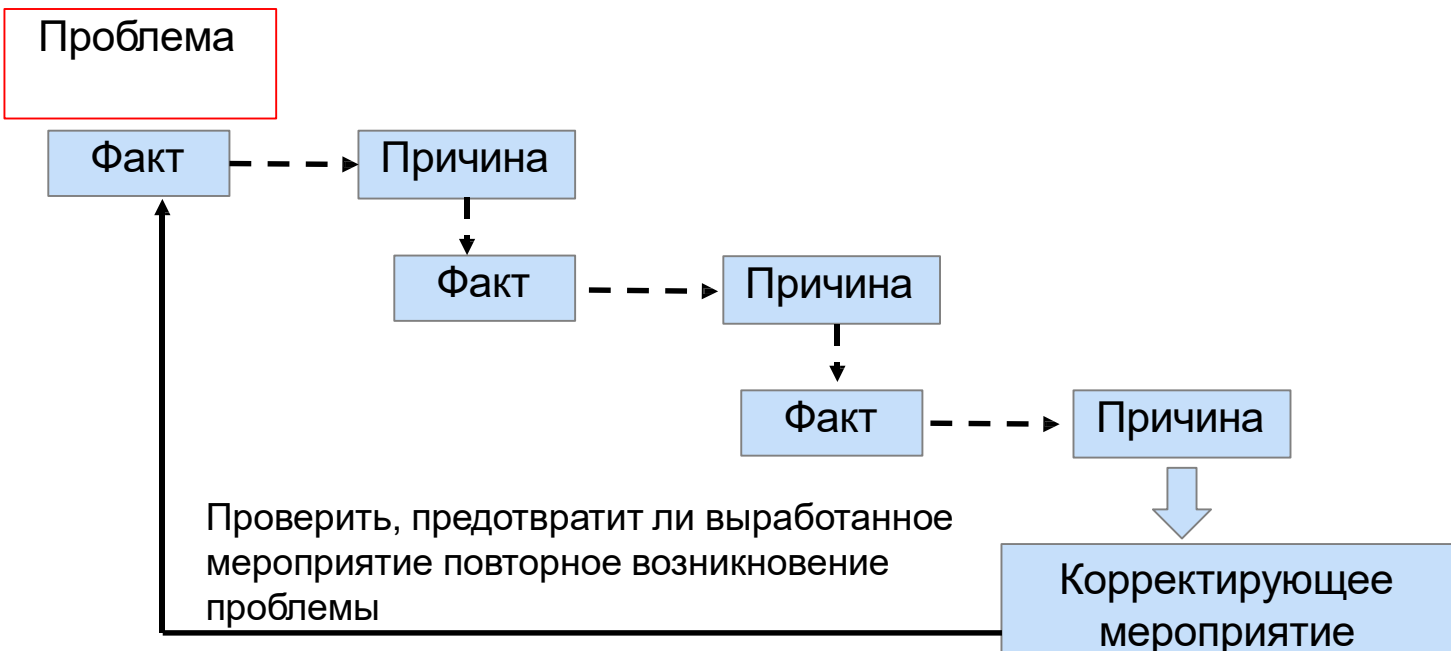 Проблема
Факт
Причина
Факт
Причина
Факт
Причина
Проверить, предотвратит ли выработанное
мероприятие повторное возникновение
проблемы
Корректирующее
мероприятие